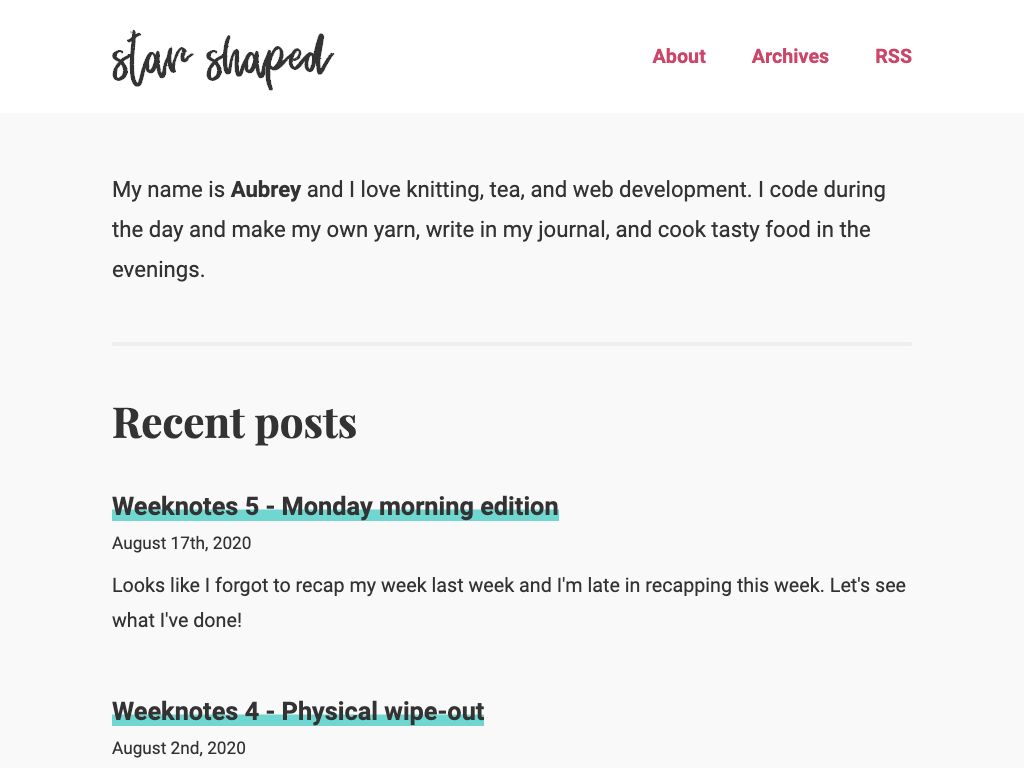 star shaped
About Archives RSS
My name is Aubrey and I love knitting, tea, and web development. I code during
the day and make my own yarn, write in my journal, and cook tasty food in the
evenings.
Recent posts
Weeknotes 5 - Monday morning edition
August 17th, 2020
Looks like I forgot to recap my week last week and I'm late in recapping this week. Let's see
what I've done!
Weeknotes 4 - Physical wipe-out
August 2nd, 2020